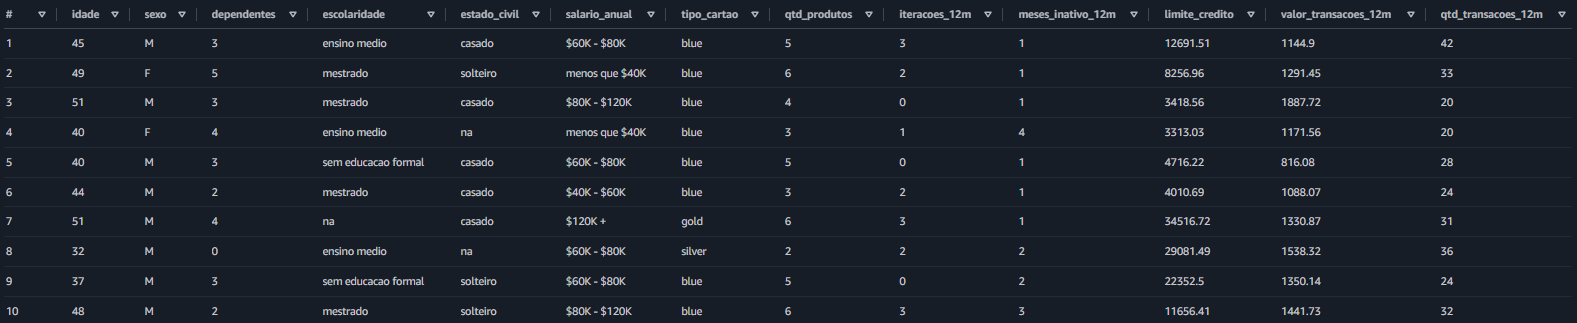 # idade sexo dependentes escolaridade estado_civil salario_anual tipo_cartao qtd_produtos iteracoes_12m meses_inativo_12m limite_credito valor_transacoes_12m qtd_transacoes_12m
1 45 M 3 ensino medio casado $60K - $80K blue 5 3 1 12691.51 1144.9 42
2 49 F 5 mestrado solteiro menos que $40K blue 6 2 1 8256.96 1291.45 33
3 51 M 3 mestrado casado $80K - $120K blue 4 0 1 3418.56 1887.72 20
4 40 F 4 ensino medio na menos que $40K blue 3 1 4 3313.03 1171.56 20
5 40 M 3 sem educacao formal casado $60K - $80K blue 5 0 1 4716.22 816.08 28
6 44 M 2 mestrado casado $40K - $60K blue 3 2 1 4010.69 1088.07 24
7 51 M 4 na casado $120K + gold 6 3 1 34516.72 1330.87 31
8 32 M 0 ensino medio na $60K - $80K silver 2 2 2 29081.49 1538.32 36
9 37 M 3 sem educacao formal solteiro $60K - $80K blue 5 0 2 22352.5 1350.14 24
10 48 M 2 mestrado solteiro $80K - $120K blue 6 3 3 11656.41 1441.73 32